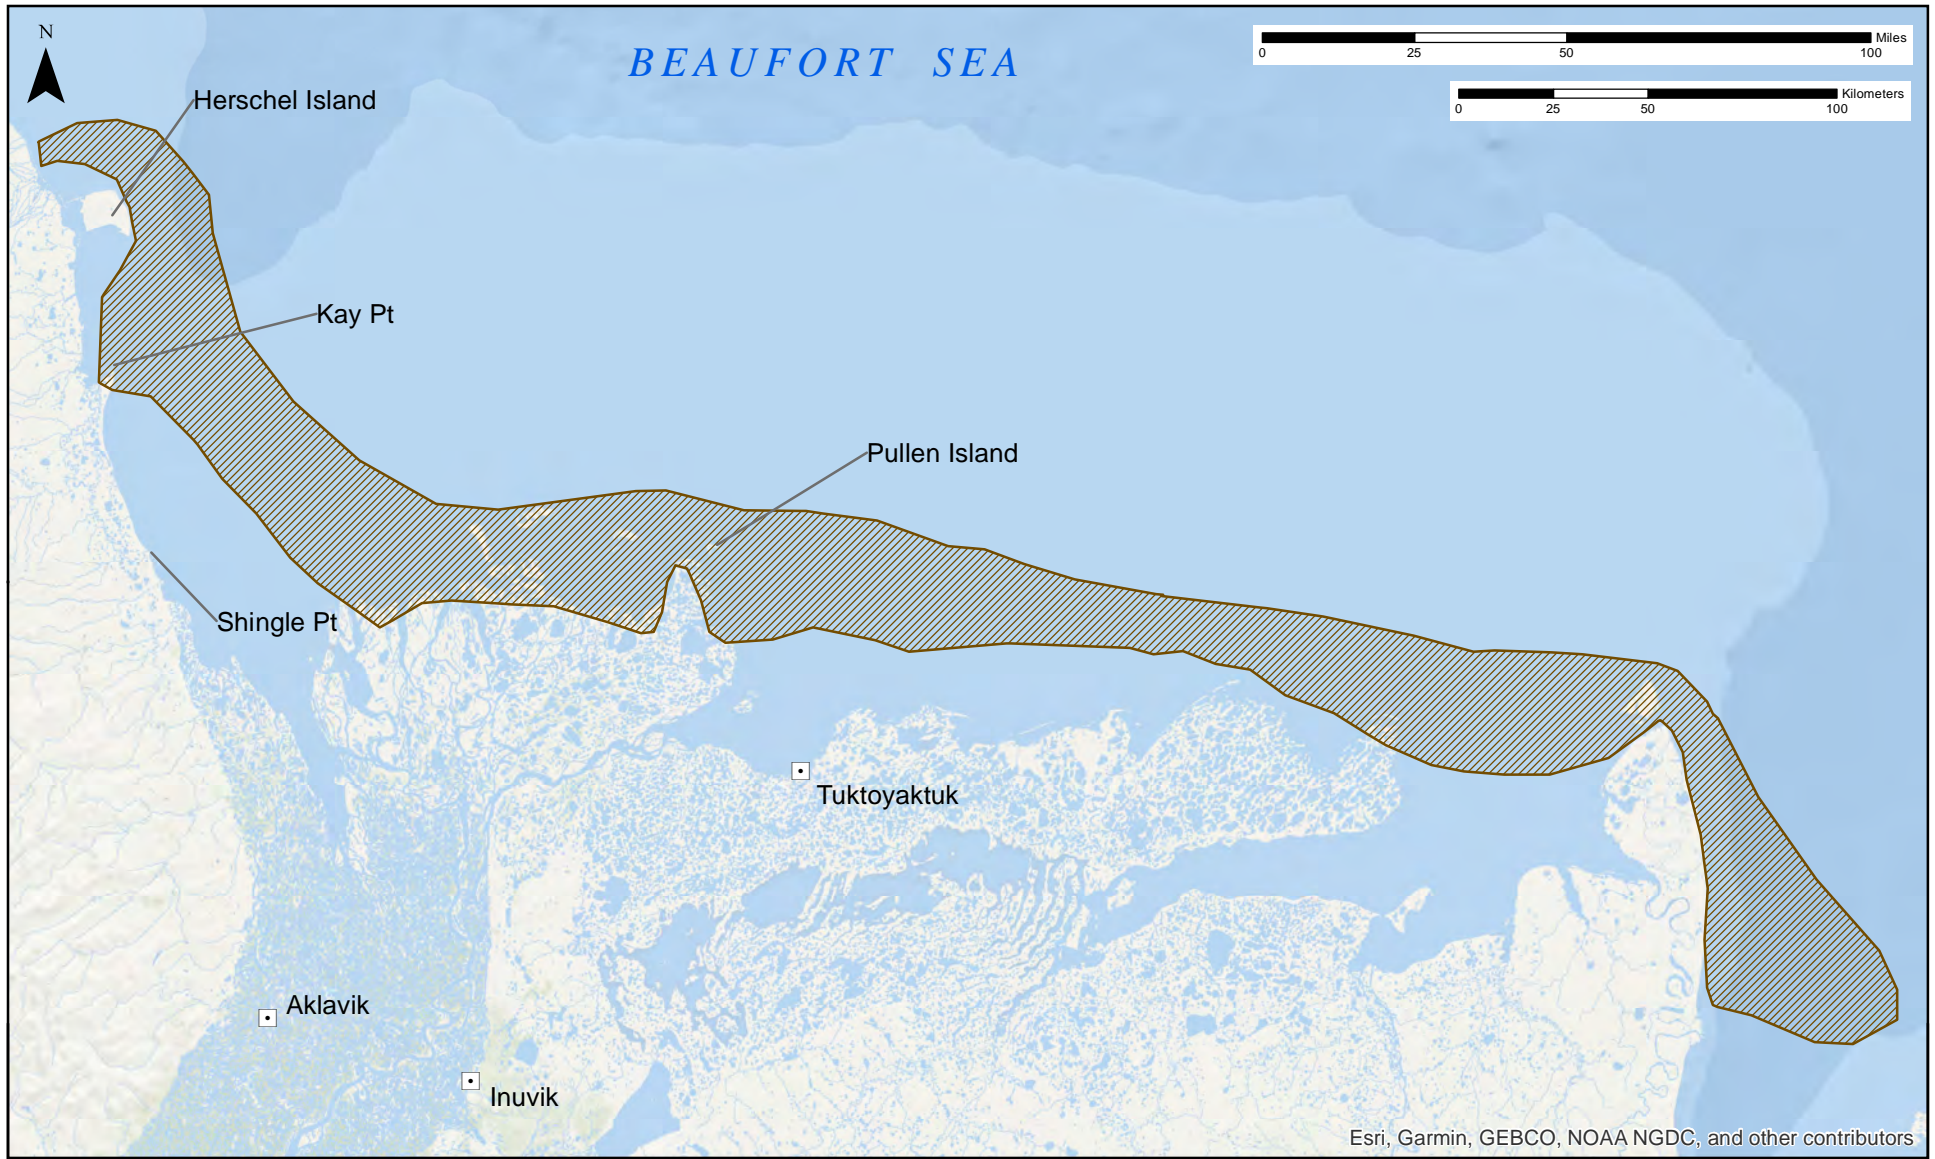 N
BEAUFORT SEA
Miles
0 25 50 100
Kilometers
0 25 50 100
Herschel Island
Kay Pt
Pullen Island
Shingle Pt
Tuktoyaktuk
Aklavik
Inuvik
Esri, Garmin, GEBCO, NOAA NGDC, and other contributors